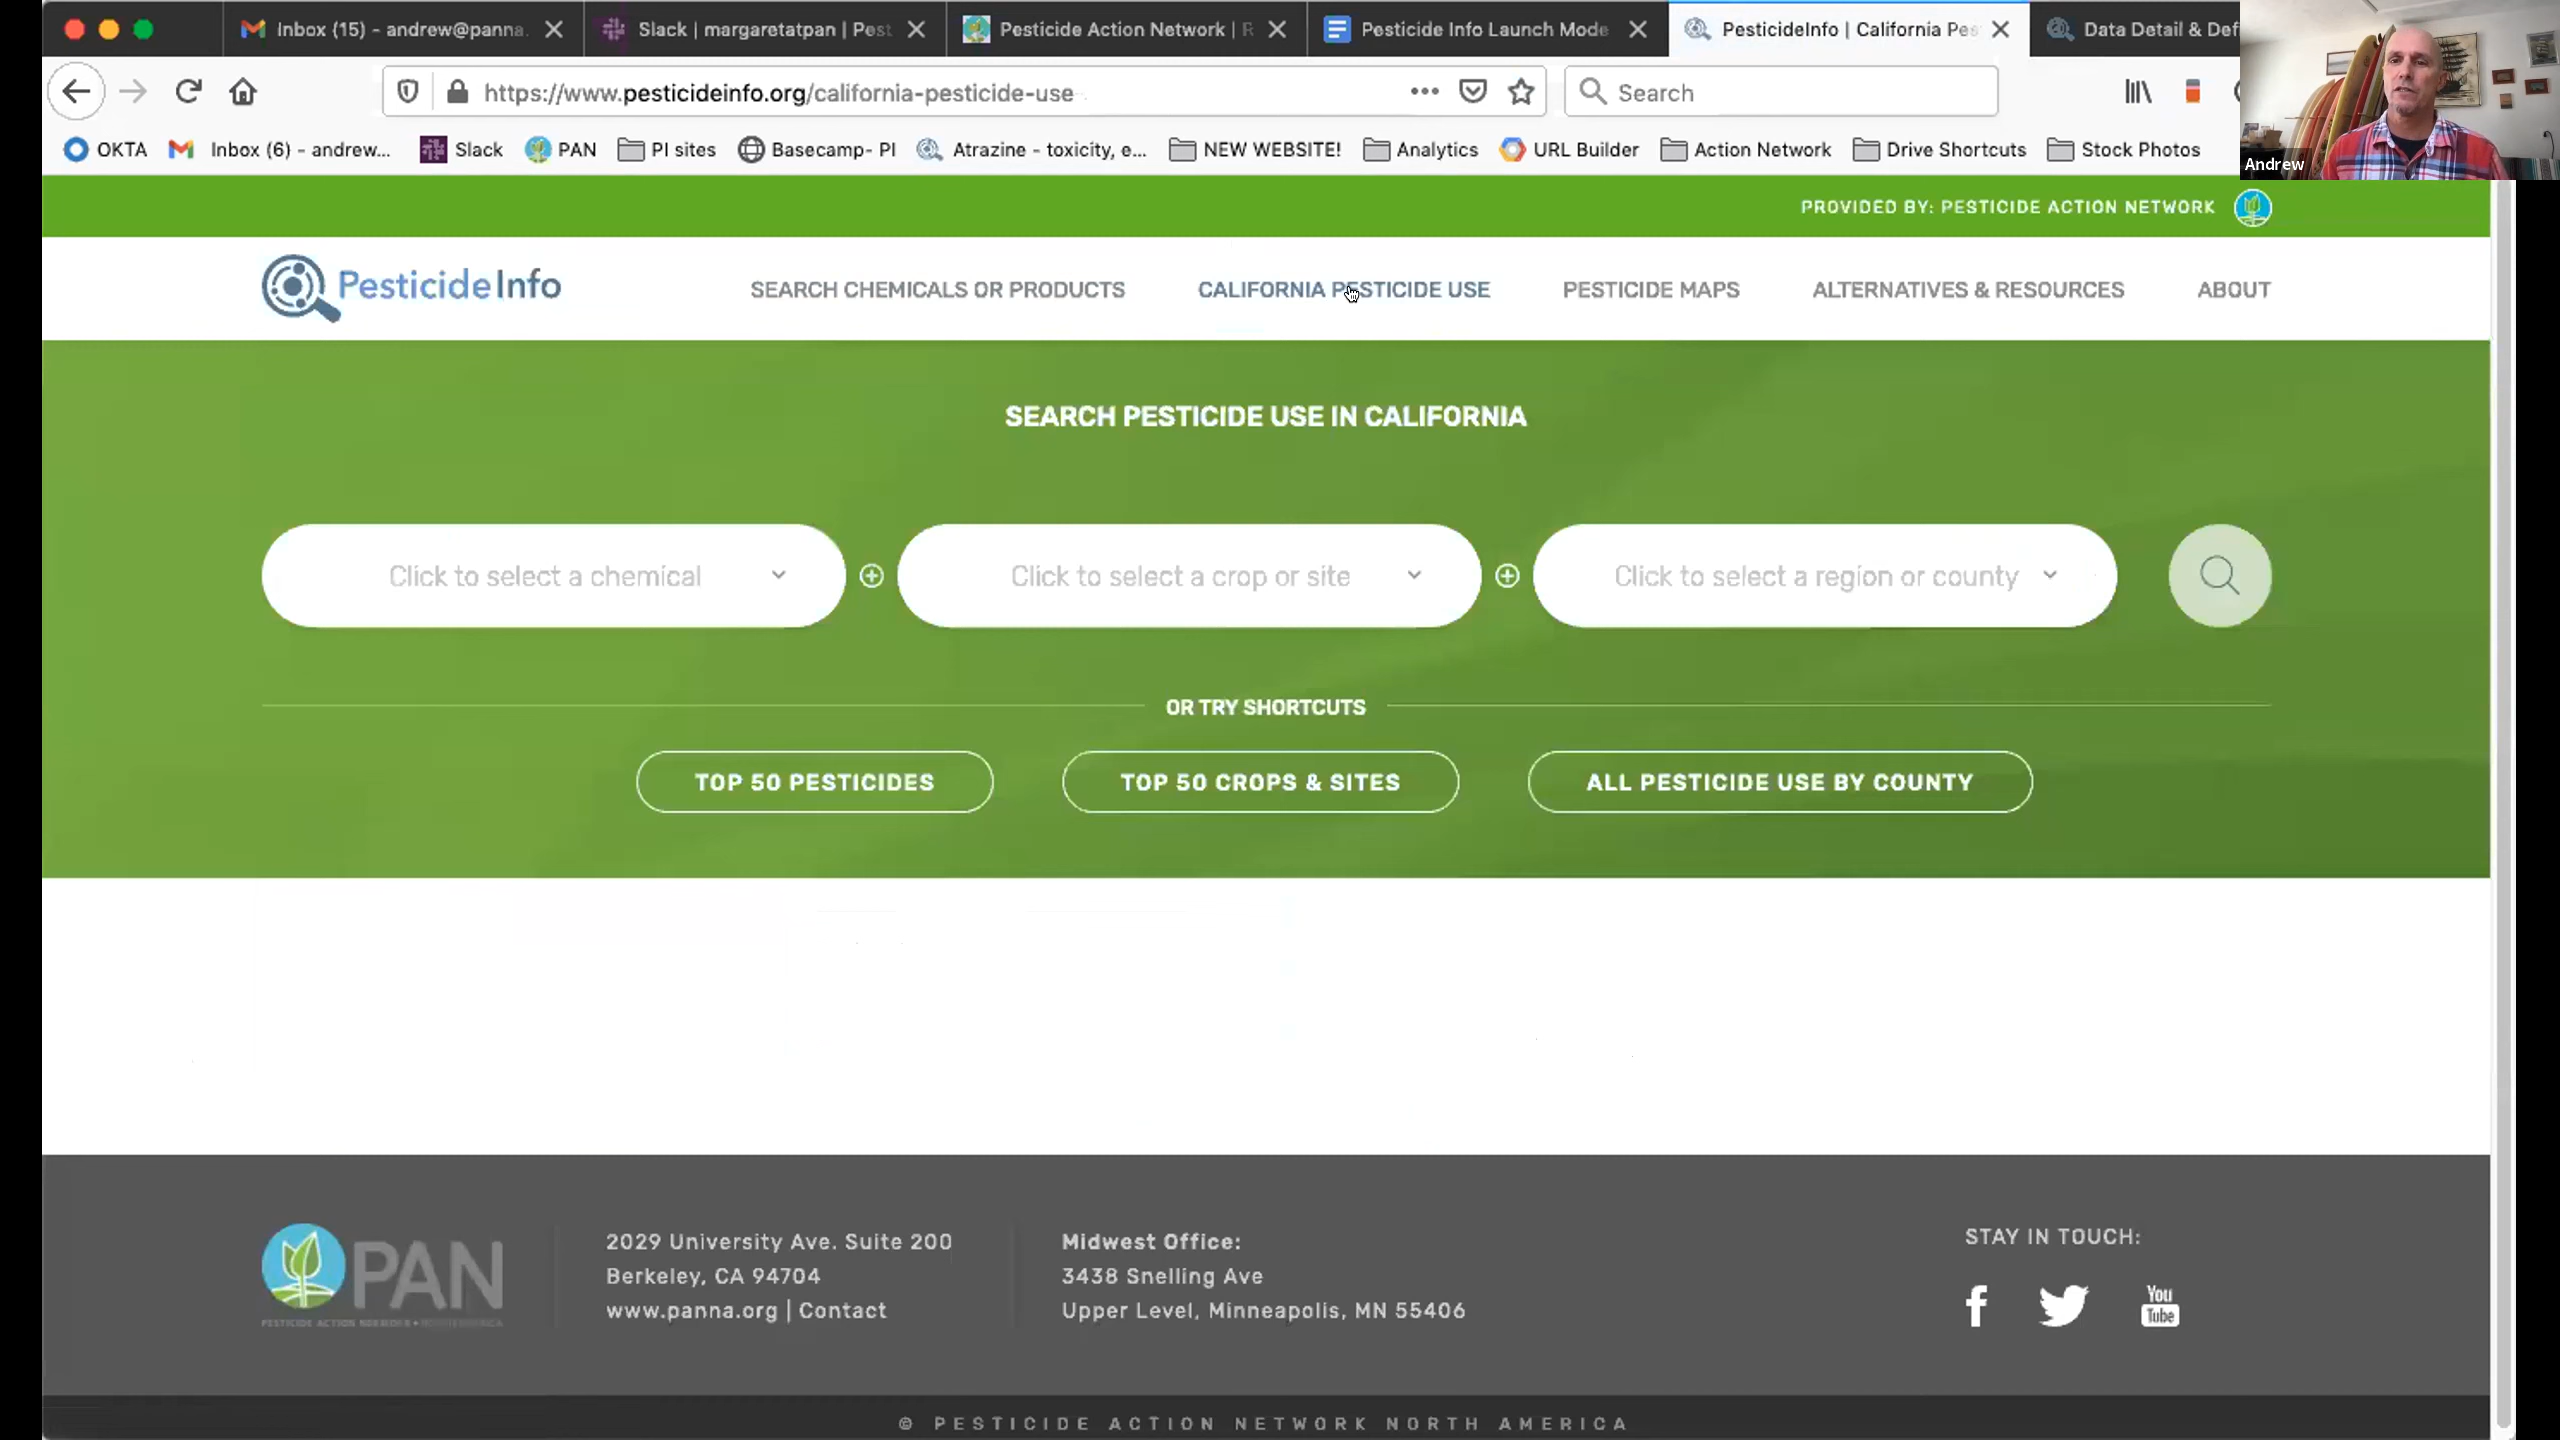 Inbox (15) - andrew@panna.
Slack | margaretatpan | Pest
Pesticide Action Network | R
Pesticide Info Launch Mode
PesticideInfo | California Pes
Data Detail & Def
https://www.pesticideinfo.org/california-pesticide-use
Search
OKTA
Inbox (6) - andrew...
Slack
PAN
PI sites
Basecamp- PI
Atrazine - toxicity, e...
NEW WEBSITE!
Analytics
URL Builder
Action Network
Drive Shortcuts
Stock Photos
Andrew
PROVIDED BY: PESTICIDE ACTION NETWORK
PesticideInfo
SEARCH CHEMICALS OR PRODUCTS
CALIFORNIA PESTICIDE USE
PESTICIDE MAPS
ALTERNATIVES & RESOURCES
ABOUT
SEARCH PESTICIDE USE IN CALIFORNIA
Click to select a chemical
Click to select a crop or site
Click to select a region or county
OR TRY SHORTCUTS
TOP 50 PESTICIDES
TOP 50 CROPS & SITES
ALL PESTICIDE USE BY COUNTY
PAN
2029 University Ave. Suite 200
Berkeley, CA 94704
www.panna.org | Contact
Midwest Office:
3438 Snelling Ave
Upper Level, Minneapolis, MN 55406
STAY IN TOUCH:
You
Tube
© PESTICIDE ACTION NETWORK NORTH AMERICA